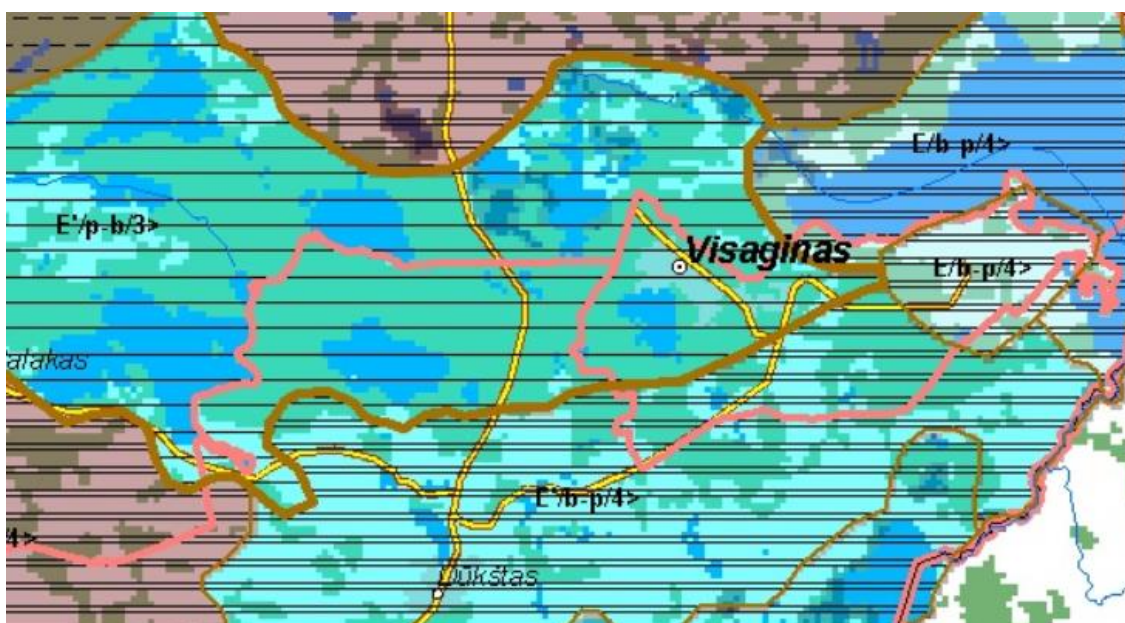 E/b-p/4>
E'/p-b/3>
Visaginas
E/b-p/4>
alakas
E'/b-p/4>
/4>
Dūkštas